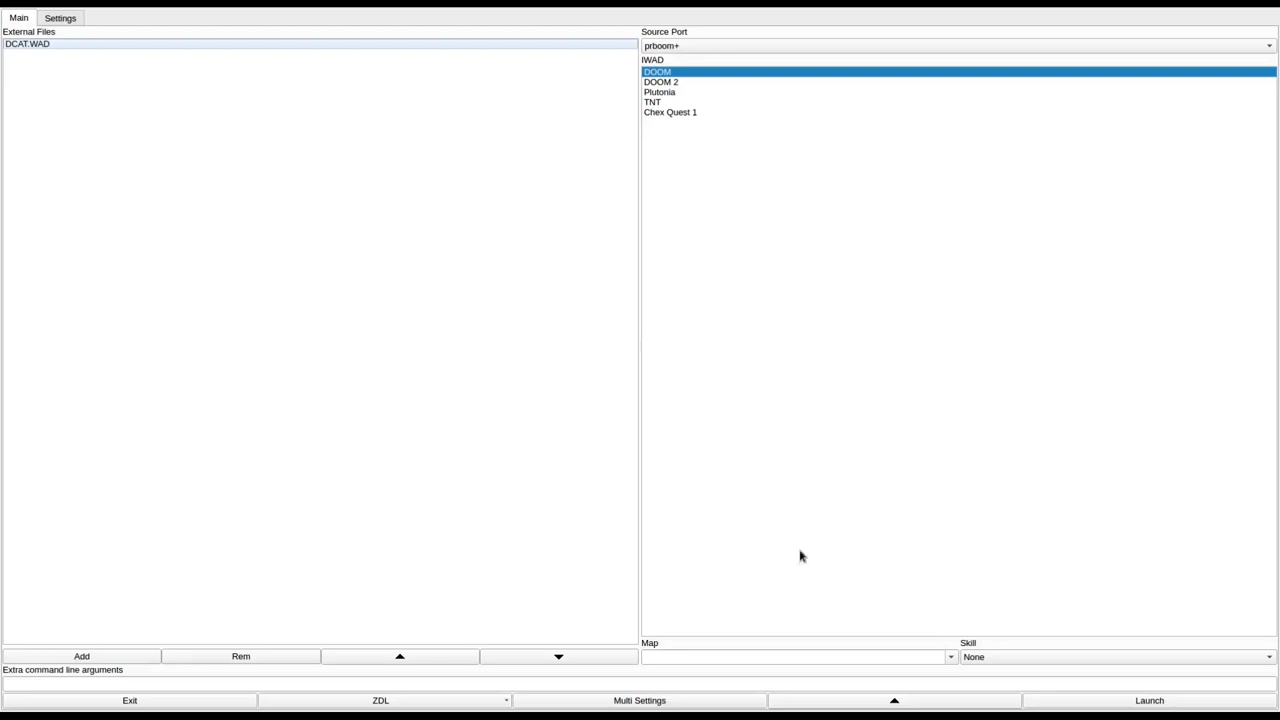 Main
Settings
External Files
DCAT.WAD
Source Port
prboom+
IWAD
DOOM
DOOM 2
Plutonia
TNT
Chex Quest 1
Map
Skill
None
Add
Rem
Extra command line arguments
Exit
ZDL
Multi Settings
Launch